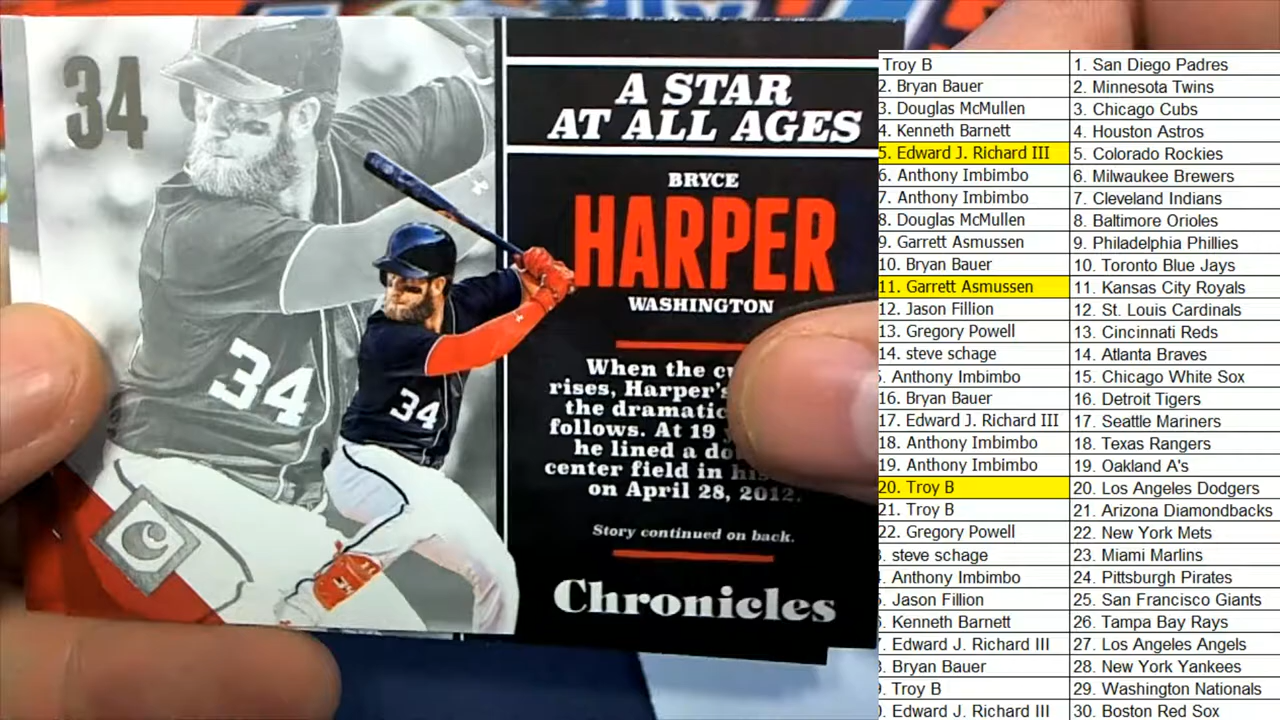 34
A STAR
AT ALL AGES
BRYCE
HARPER
WASHINGTON
When the cu
rises, Harper's
the dramatic
follows. At 19
he lined a do
center field in his
on April 28, 2012.
Story continued on back.
Chronicles
34
34
C
Troy B 1. San Diego Padres
2. Bryan Bauer 2. Minnesota Twins
3. Douglas McMullen 3. Chicago Cubs
4. Kenneth Barnett 4. Houston Astros
5. Edward J. Richard III 5. Colorado Rockies
6. Anthony Imbimbo 6. Milwaukee Brewers
7. Anthony Imbimbo 7. Cleveland Indians
8. Douglas McMullen 8. Baltimore Orioles
9. Garrett Asmussen 9. Philadelphia Phillies
10. Bryan Bauer 10. Toronto Blue Jays
11. Garrett Asmussen 11. Kansas City Royals
12. Jason Fillion 12. St. Louis Cardinals
13. Gregory Powell 13. Cincinnati Reds
14. steve schage 14. Atlanta Braves
5. Anthony Imbimbo 15. Chicago White Sox
16. Bryan Bauer 16. Detroit Tigers
17. Edward J. Richard III 17. Seattle Mariners
18. Anthony Imbimbo 18. Texas Rangers
19. Anthony Imbimbo 19. Oakland A's
20. Troy B 20. Los Angeles Dodgers
21. Troy B 21. Arizona Diamondbacks
22. Gregory Powell 22. New York Mets
steve schage 23. Miami Marlins
Anthony Imbimbo 24. Pittsburgh Pirates
Jason Fillion 25. San Francisco Giants
Kenneth Barnett 26. Tampa Bay Rays
Edward J. Richard III 27. Los Angeles Angels
Bryan Bauer 28. New York Yankees
Troy B 29. Washington Nationals
Edward J. Richard III 30. Boston Red Sox